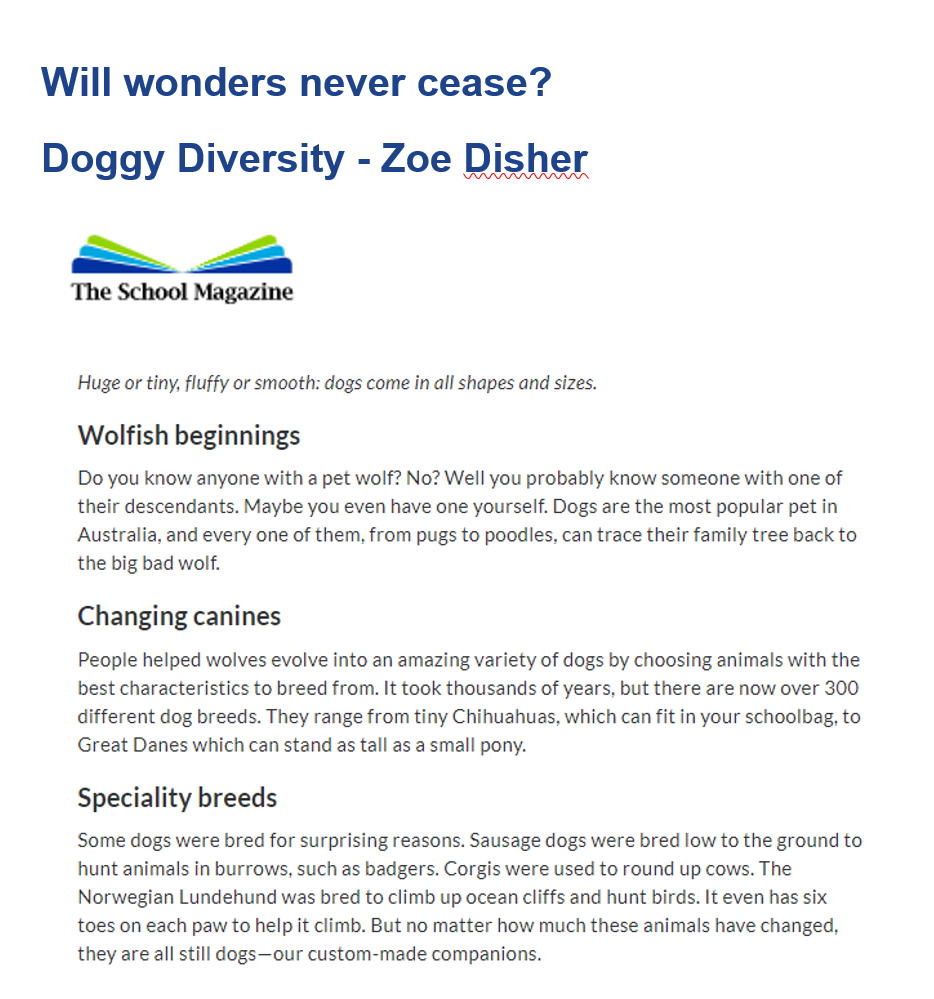 Will wonders never cease?
Doggy Diversity - Zoe Disher
The School Magazine
Huge or tiny, fluffy or smooth: dogs come in all shapes and sizes.
Wolfish beginnings
Do you know anyone with a pet wolf? No? Well you probably know someone with one of
their descendants. Maybe you even have one yourself. Dogs are the most popular pet in
Australia, and every one of them, from pugs to poodles, can trace their family tree back to
the big bad wolf.
Changing canines
People helped wolves evolve into an amazing variety of dogs by choosing animals with the
best characteristics to breed from. It took thousands of years, but there are now over 300
different dog breeds. They range from tiny Chihuahuas, which can fit in your schoolbag, to
Great Danes which can stand as tall as a small pony.
Speciality breeds
Some dogs were bred for surprising reasons. Sausage dogs were bred low to the ground to
hunt animals in burrows, such as badgers. Corgis were used to round up cows. The
Norwegian Lundehund was bred to climb up ocean cliffs and hunt birds. It even has six
toes on each paw to help it climb. But no matter how much these animals have changed,
they are all still dogs—our custom-made companions.